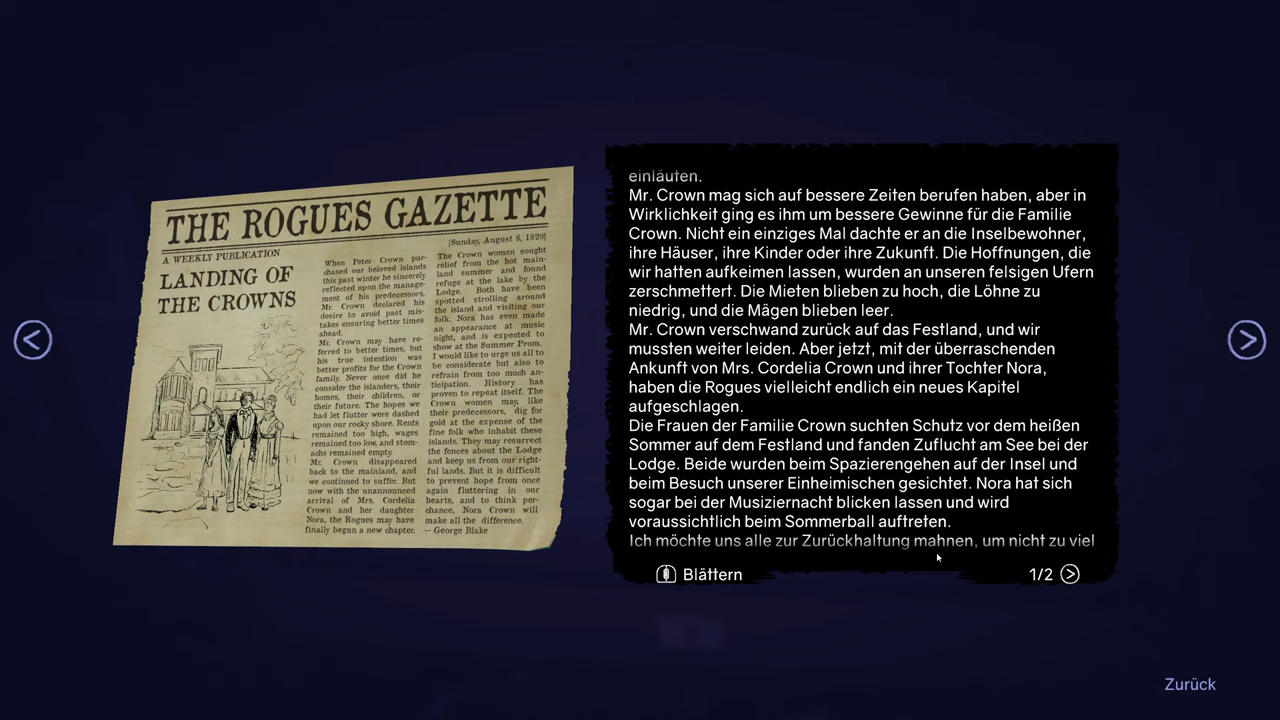 THE ROGUES GAZETTE
A WEEKLY PUBLICATION
[Sunday, August 6, 1820]
LANDING OF
THE CROWNS
When Peter Crown pur-
chased our beloved islands
this past winter he sincerely
reflected upon the manage-
ment of his predecessors.
Mr. Crown declared his
desire to avoid past mis-
takes ensuring better times
ahead.
Mr. Crown may have re-
ferred to better times, but
his true intention was
better profits for the Crown
family. Never once did he
consider the islanders, their
homes, their children, or
their future. The hopes we
had let flutter were dashed
upon our rocky shore. Rents
remained too high, wages
remained too low, and stom-
achs remained empty.
Mr. Crown disappeared
back to the mainland, and
we continued to suffer. But
now with the unannounced
arrival of Mrs. Cordelia
Crown and her daughter
Nora, the Rogues may have
finally begun a new chapter.
The Crown women sought
relief from the hot main-
land summer and found
refuge at the lake by the
Lodge. Both have been
spotted strolling around
the island and visiting our
folk. Nora has even made
an appearance at music
night, and is expected to
show at the Summer Prom.
I would like to urge us all to
be considerate but also to
refrain from too much an-
ticipation. History has
proven to repeat itself. The
Crown women may, like
their predecessors, dig for
gold at the expense of the
fine folk who inhabit these
islands. They may resurrect
the fences about the Lodge
and keep us from our right-
ful lands. But it is difficult
to prevent hope from once
again fluttering in our
hearts, and to think per-
chance, Nora Crown will
make all the difference.
-- George Blake
einläuten.
Mr. Crown mag sich auf bessere Zeiten berufen haben, aber in
Wirklichkeit ging es ihm um bessere Gewinne für die Familie
Crown. Nicht ein einziges Mal dachte er an die Inselbewohner,
ihre Häuser, ihre Kinder oder ihre Zukunft. Die Hoffnungen, die
wir hatten aufkeimen lassen, wurden an unseren felsigen Ufern
zerschmettert. Die Mieten blieben zu hoch, die Löhne zu
niedrig, und die Mägen blieben leer.
Mr. Crown verschwand zurück auf das Festland, und wir
mussten weiter leiden. Aber jetzt, mit der überraschenden
Ankunft von Mrs. Cordelia Crown und ihrer Tochter Nora,
haben die Rogues vielleicht endlich ein neues Kapitel
aufgeschlagen.
Die Frauen der Familie Crown suchten Schutz vor dem heißen
Sommer auf dem Festland und fanden Zuflucht am See bei der
Lodge. Beide wurden beim Spazierengehen auf der Insel und
beim Besuch unserer Einheimischen gesichtet. Nora hat sich
sogar bei der Musiziernacht blicken lassen und wird
voraussichtlich beim Sommerball auftreten.
Ich möchte uns alle zur Zurückhaltung mahnen, um nicht zu viel
Blättern
1/2
Zurück